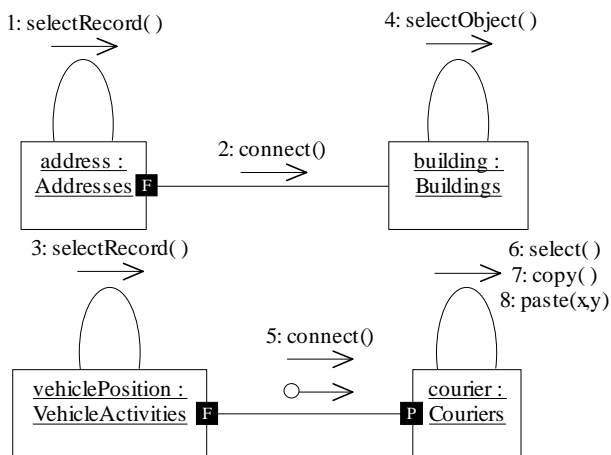 1: selectRecord( )
4: selectObject( )
address :
Addresses
F
2: connect()
building :
Buildings
3: selectRecord( )
6: select( )
7: copy( )
8: paste(x,y)
5: connect()
vehiclePosition :
VehicleActivities
F
P
courier :
Couriers